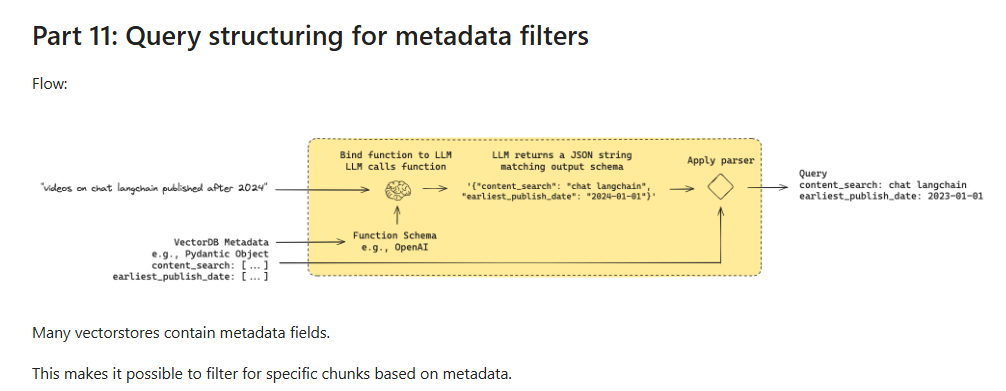 Part 11: Query structuring for metadata filters
Flow:
Bind function to LLM
LLM calls function
LLM returns a JSON string
matching output schema
Apply parser
"videos on chat langchain published after 2024"
'{"content_search": "chat langchain",
"earliest_publish_date": "2024-01-01"}'
Query
content_search: chat langchain
earliest_publish_date: 2023-01-01
Function Schema
e.g., OpenAI
VectorDB Metadata
e.g., Pydantic Object
content_search: [ ... ]
earliest_publish_date: [ ... ]
Many vectorstores contain metadata fields.
This makes it possible to filter for specific chunks based on metadata.